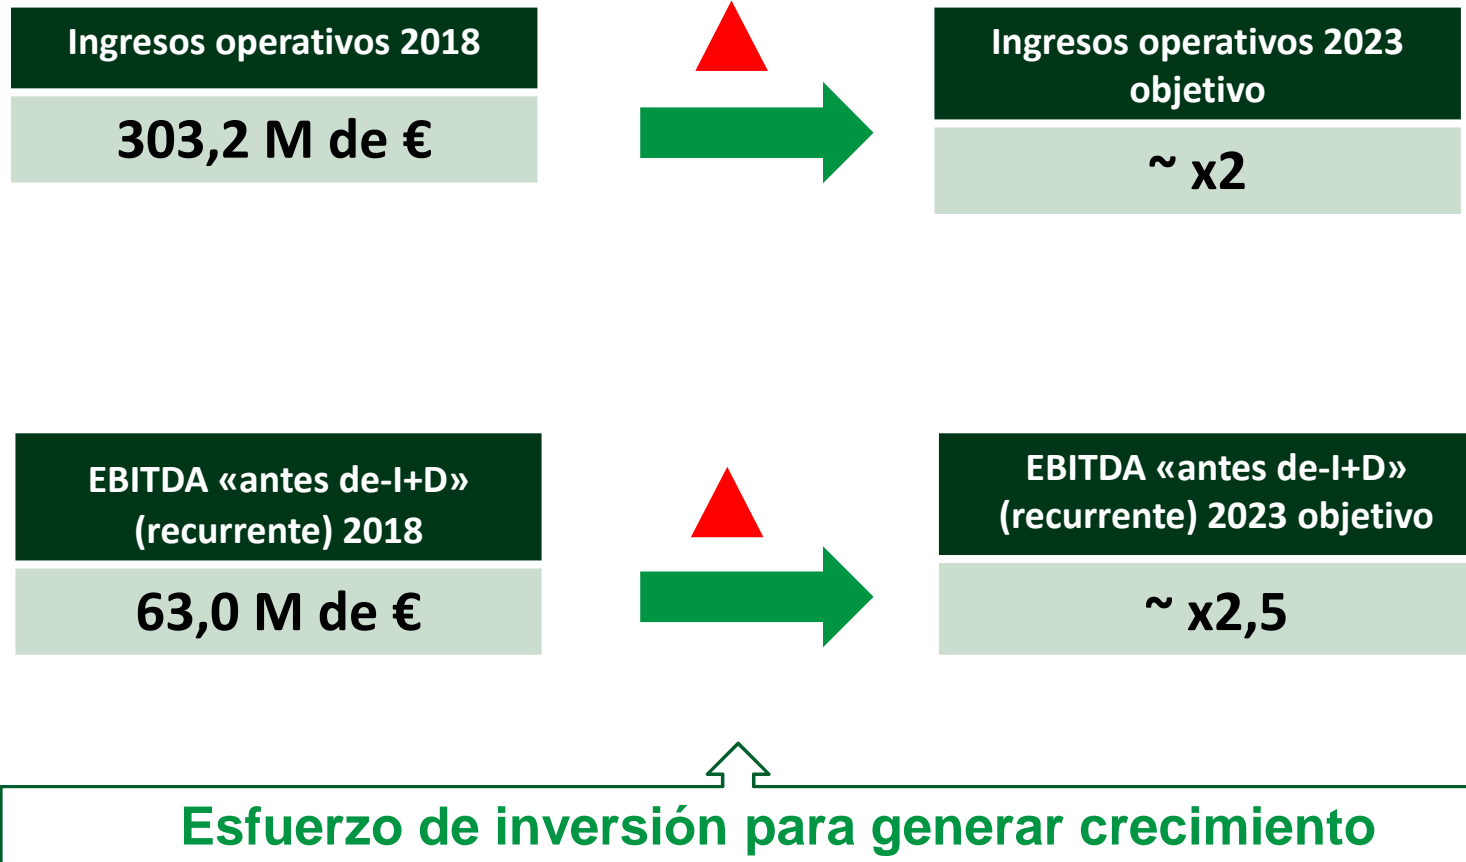 Ingresos operativos 2018
303,2 M de €
Ingresos operativos 2023
objetivo
~ x2
EBITDA «antes de-I+D»
(recurrente) 2018
63,0 M de €
EBITDA «antes de-I+D»
(recurrente) 2023 objetivo
~ x2,5
Esfuerzo de inversión para generar crecimiento